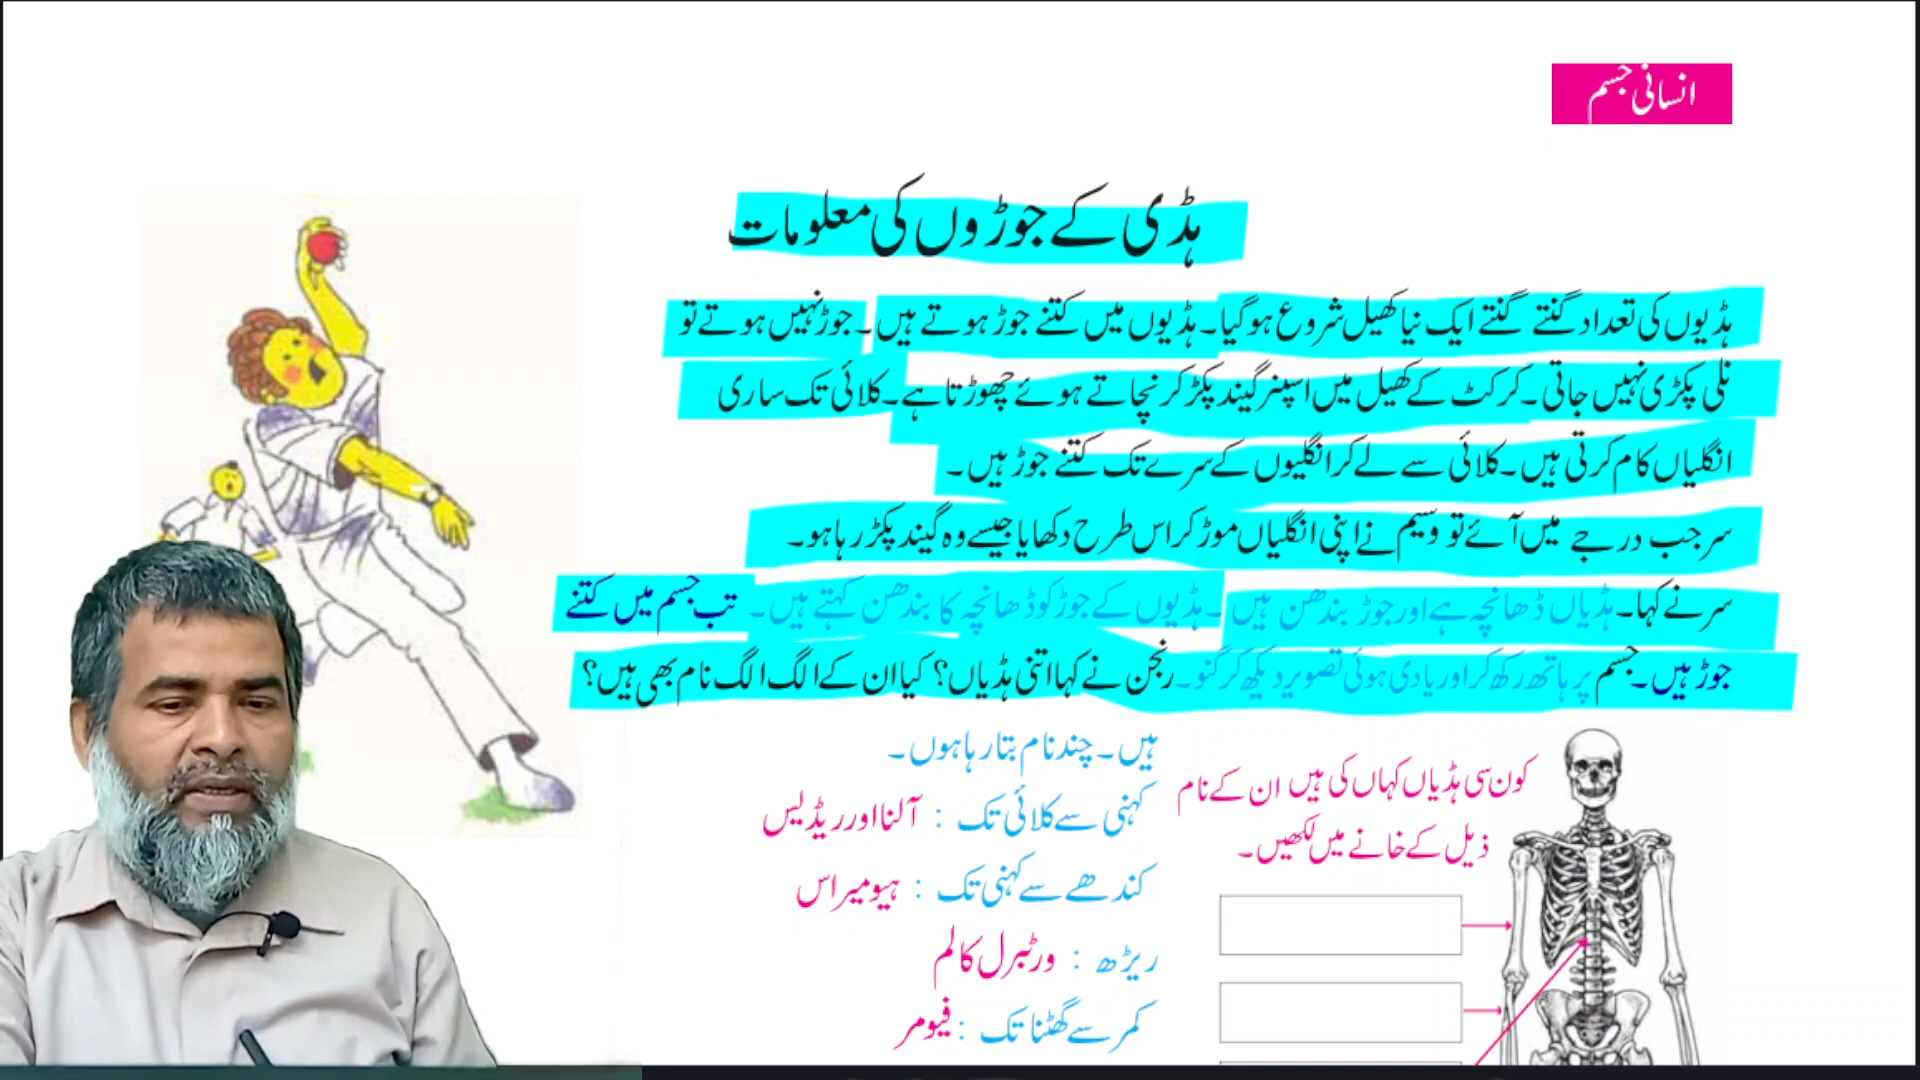 انسانی جسم
ہڈی کے جوڑوں کی معلومات
ہڈیوں کی تعداد گنتے گنتے ایک نیا کھیل شروع ہو گیا۔ ہڈیوں میں کتنے جوڑ ہوتے ہیں۔ جوڑ نہیں ہوتے تو
نلی پکڑی نہیں جاتی۔ کرکٹ کے کھیل میں اسپنر گیند پکڑ کر نچاتے ہوئے چھوڑتا ہے۔ کلائی تک ساری
انگلیاں کام کرتی ہیں۔ کلائی سے لے کر انگلیوں کے سرے تک کتنے جوڑ ہیں۔
سر جب درجے میں آئے تو وسیم نے اپنی انگلیاں موڑ کر اس طرح دکھایا جیسے وہ گیند پکڑ رہا ہو۔
سر نے کہا۔ ہڈیاں ڈھانچہ ہے اور جوڑ بندھن ہیں۔ ہڈیوں کے جوڑ کو ڈھانچہ کا بندھن کہتے ہیں۔ تب جسم میں کتنے
جوڑ ہیں۔ جسم پر ہاتھ رکھ کر اور یا دی ہوئی تصویر دیکھ کر گنو۔ رنجن نے کہا اتنی ہڈیاں؟ کیا ان کے الگ الگ نام بھی ہیں؟
ہیں۔ چند نام بتا رہا ہوں۔
کہنی سے کلائی تک : آلنا اور ریڈیس
کندھے سے کہنی تک : ہیومیراس
ریڑھ : ورٹبرل کالم
کمر سے گھٹنا تک : فیومر
کون سی ہڈیاں کہاں کی ہیں ان کے نام
ذیل کے خانے میں لکھیں۔